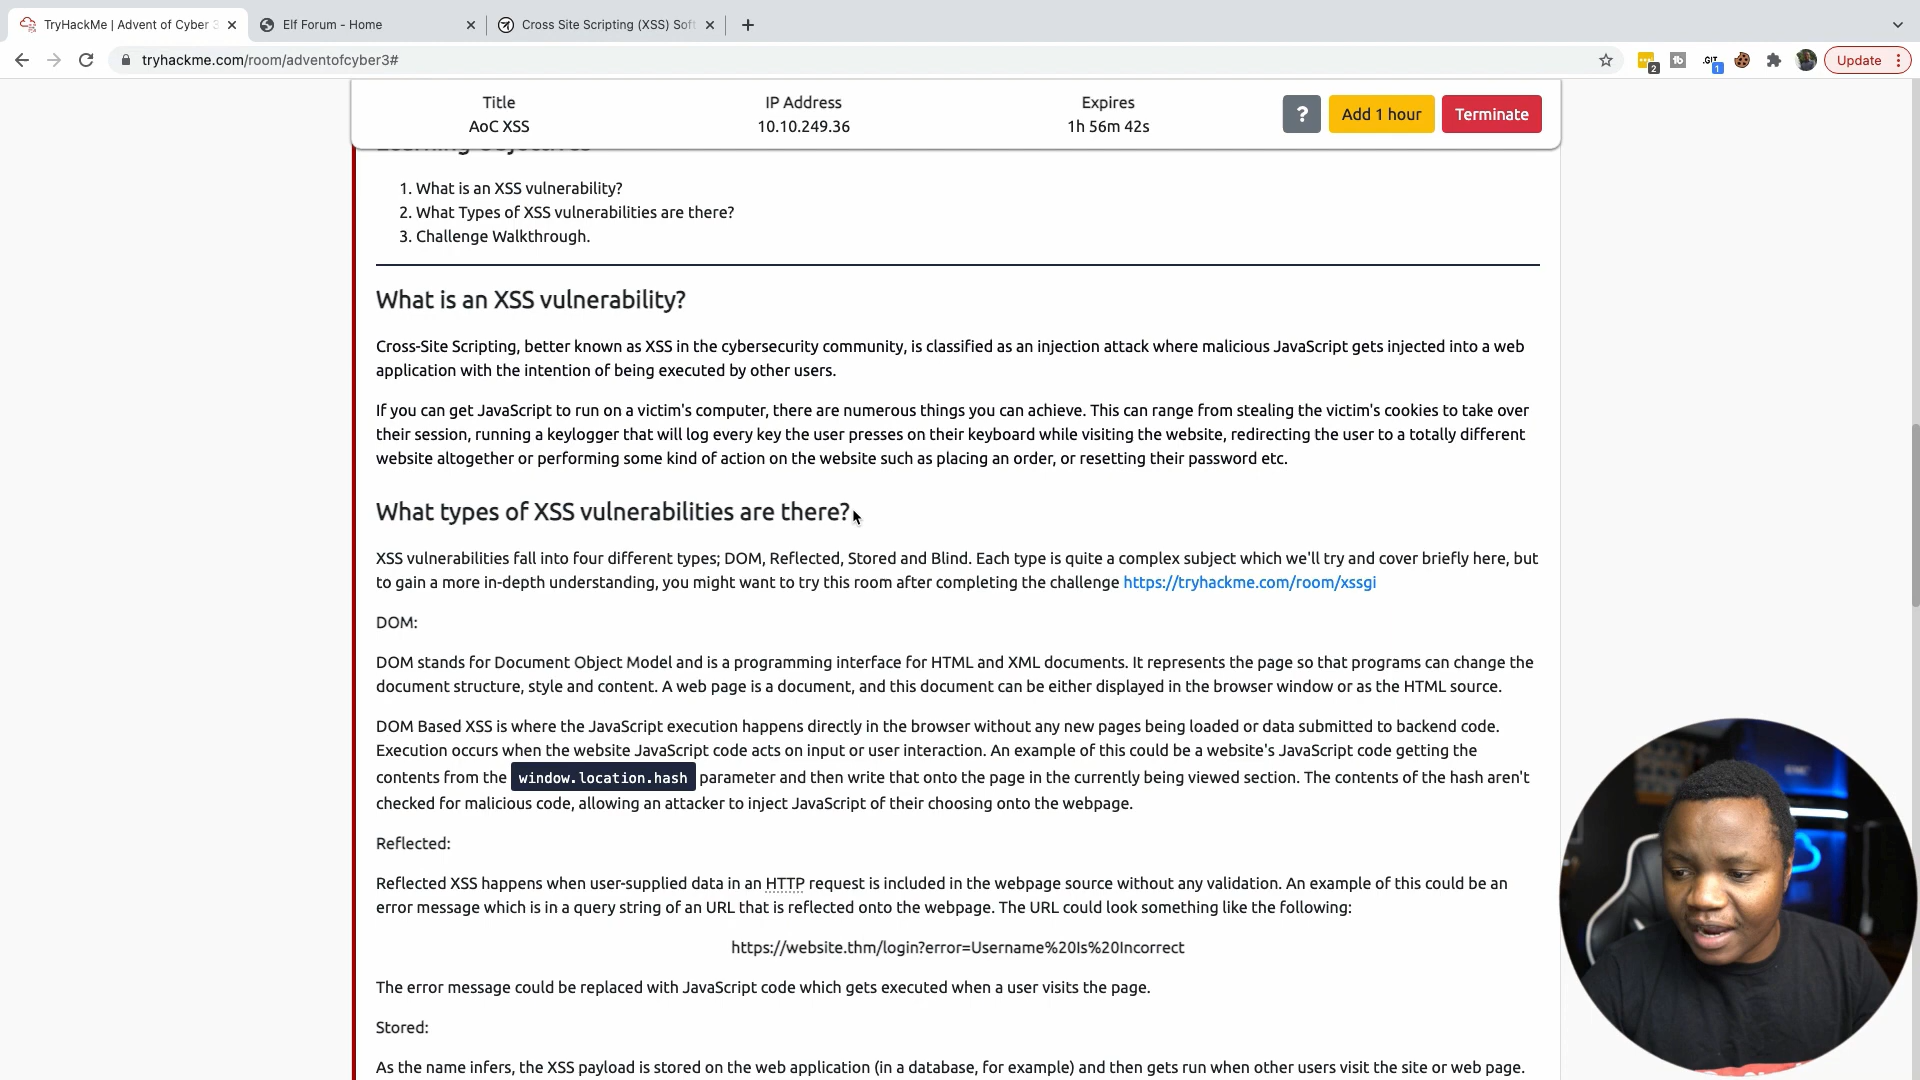 TryHackMe | Advent of Cyber 3
Elf Forum - Home
Cross Site Scripting (XSS) Soft
tryhackme.com/room/adventofcyber3#
2
.GIT
1
Update
Title
AoC XSS
IP Address
10.10.249.36
Expires
1h 56m 42s
?
Add 1 hour
Terminate
Learning Objectives
1. What is an XSS vulnerability?
2. What Types of XSS vulnerabilities are there?
3. Challenge Walkthrough.
What is an XSS vulnerability?
Cross-Site Scripting, better known as XSS in the cybersecurity community, is classified as an injection attack where malicious JavaScript gets injected into a web
application with the intention of being executed by other users.
If you can get JavaScript to run on a victim's computer, there are numerous things you can achieve. This can range from stealing the victim's cookies to take over
their session, running a keylogger that will log every key the user presses on their keyboard while visiting the website, redirecting the user to a totally different
website altogether or performing some kind of action on the website such as placing an order, or resetting their password etc.
What types of XSS vulnerabilities are there?
XSS vulnerabilities fall into four different types; DOM, Reflected, Stored and Blind. Each type is quite a complex subject which we'll try and cover briefly here, but
to gain a more in-depth understanding, you might want to try this room after completing the challenge https://tryhackme.com/room/xssgi
DOM:
DOM stands for Document Object Model and is a programming interface for HTML and XML documents. It represents the page so that programs can change the
document structure, style and content. A web page is a document, and this document can be either displayed in the browser window or as the HTML source.
DOM Based XSS is where the JavaScript execution happens directly in the browser without any new pages being loaded or data submitted to backend code.
Execution occurs when the website JavaScript code acts on input or user interaction. An example of this could be a website's JavaScript code getting the
contents from the window.location.hash parameter and then write that onto the page in the currently being viewed section. The contents of the hash aren't
checked for malicious code, allowing an attacker to inject JavaScript of their choosing onto the webpage.
Reflected:
Reflected XSS happens when user-supplied data in an HTTP request is included in the webpage source without any validation. An example of this could be an
error message which is in a query string of an URL that is reflected onto the webpage. The URL could look something like the following:
https://website.thm/login?error=Username%20Is%20Incorrect
The error message could be replaced with JavaScript code which gets executed when a user visits the page.
Stored:
As the name infers, the XSS payload is stored on the web application (in a database, for example) and then gets run when other users visit the site or web page.